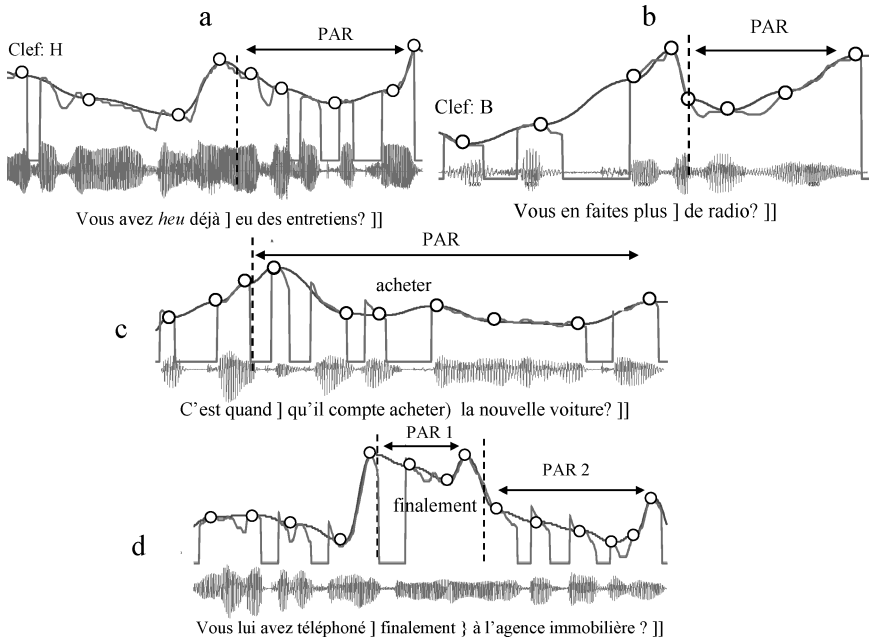 a
PAR
Clef: H
Vous avez heu déjà ] eu des entretiens? ]]
b
PAR
Clef: B
Vous en faites plus ] de radio? ]]
PAR
acheter
c
C'est quand ] qu'il compte acheter) la nouvelle voiture? ]]
PAR 1
PAR 2
finalement
d
Vous lui avez téléphoné ] finalement } à l'agence immobilière ? ]]